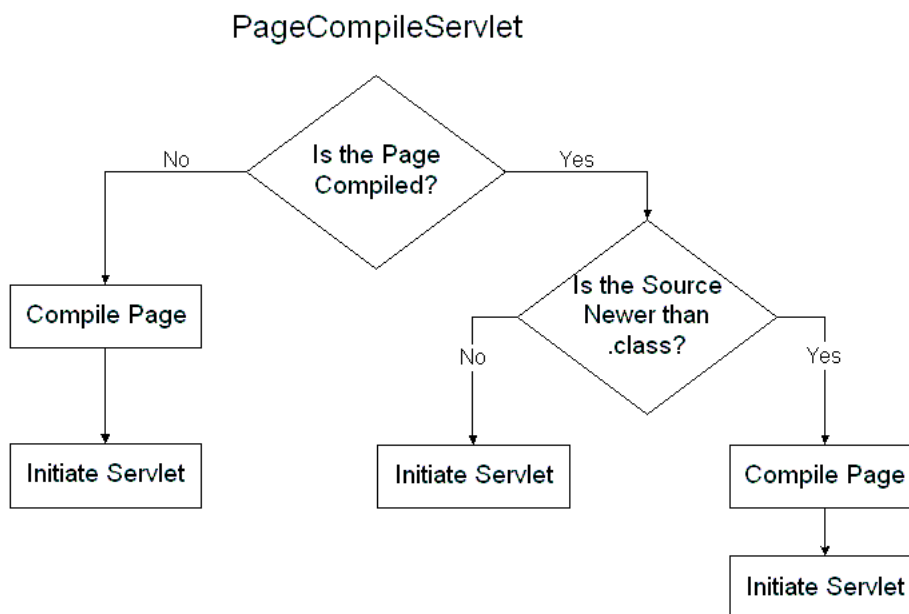 PageCompileServlet
Is the Page
Compiled?
No
Yes
Compile Page
Initiate Servlet
Is the Source
Newer than
.class?
No
Yes
Initiate Servlet
Compile Page
Initiate Servlet